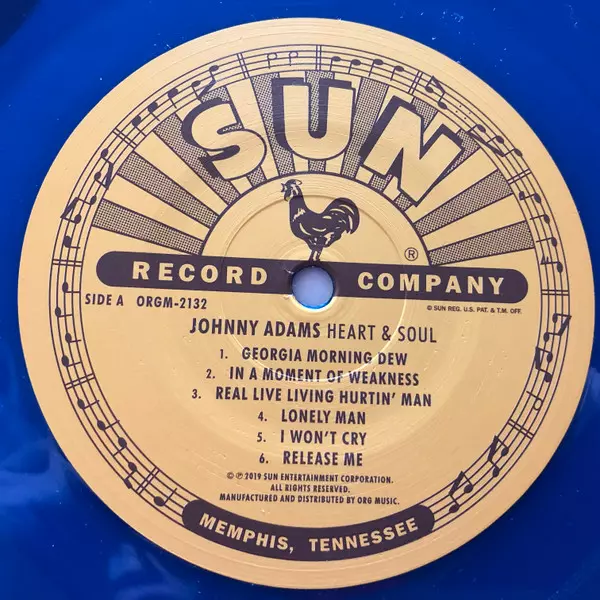 SUN
®
RECORD COMPANY
SIDE A ORGM-2132
© SUN REG. U.S. PAT. & T.M. OFF.
JOHNNY ADAMS HEART & SOUL
1. GEORGIA MORNING DEW
2. IN A MOMENT OF WEAKNESS
3. REAL LIVE LIVING HURTIN' MAN
4. LONELY MAN
5. I WON'T CRY
6. RELEASE ME
© ℗ 2019 SUN ENTERTAINMENT CORPORATION.
ALL RIGHTS RESERVED.
MANUFACTURED AND DISTRIBUTED BY ORG MUSIC.
MEMPHIS, TENNESSEE